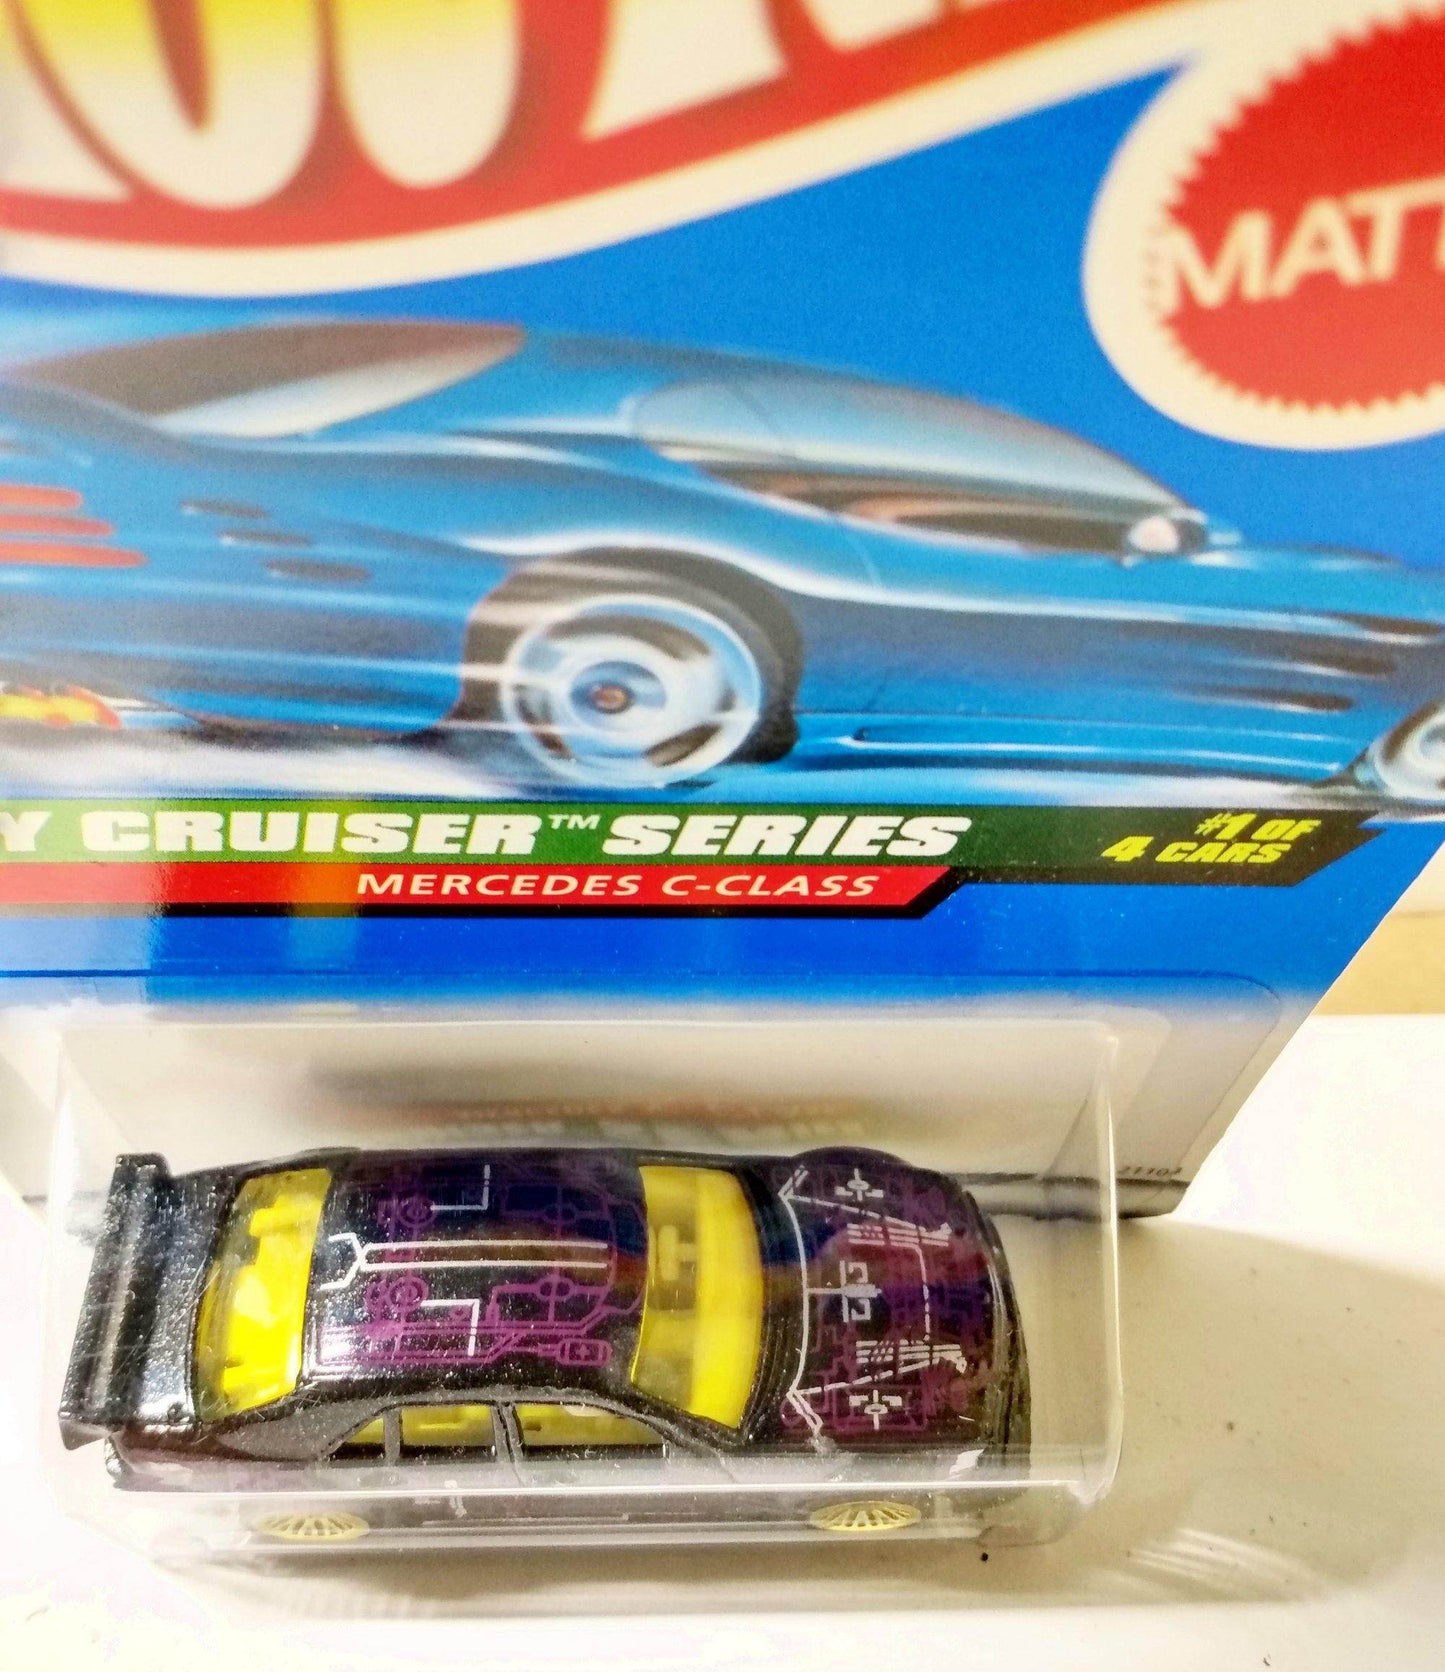 MATT
Y CRUISER™ SERIES
#1 OF
4 CARS
MERCEDES C-CLASS